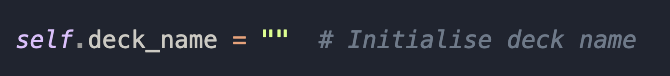 self.deck_name = ""  # Initialise deck name